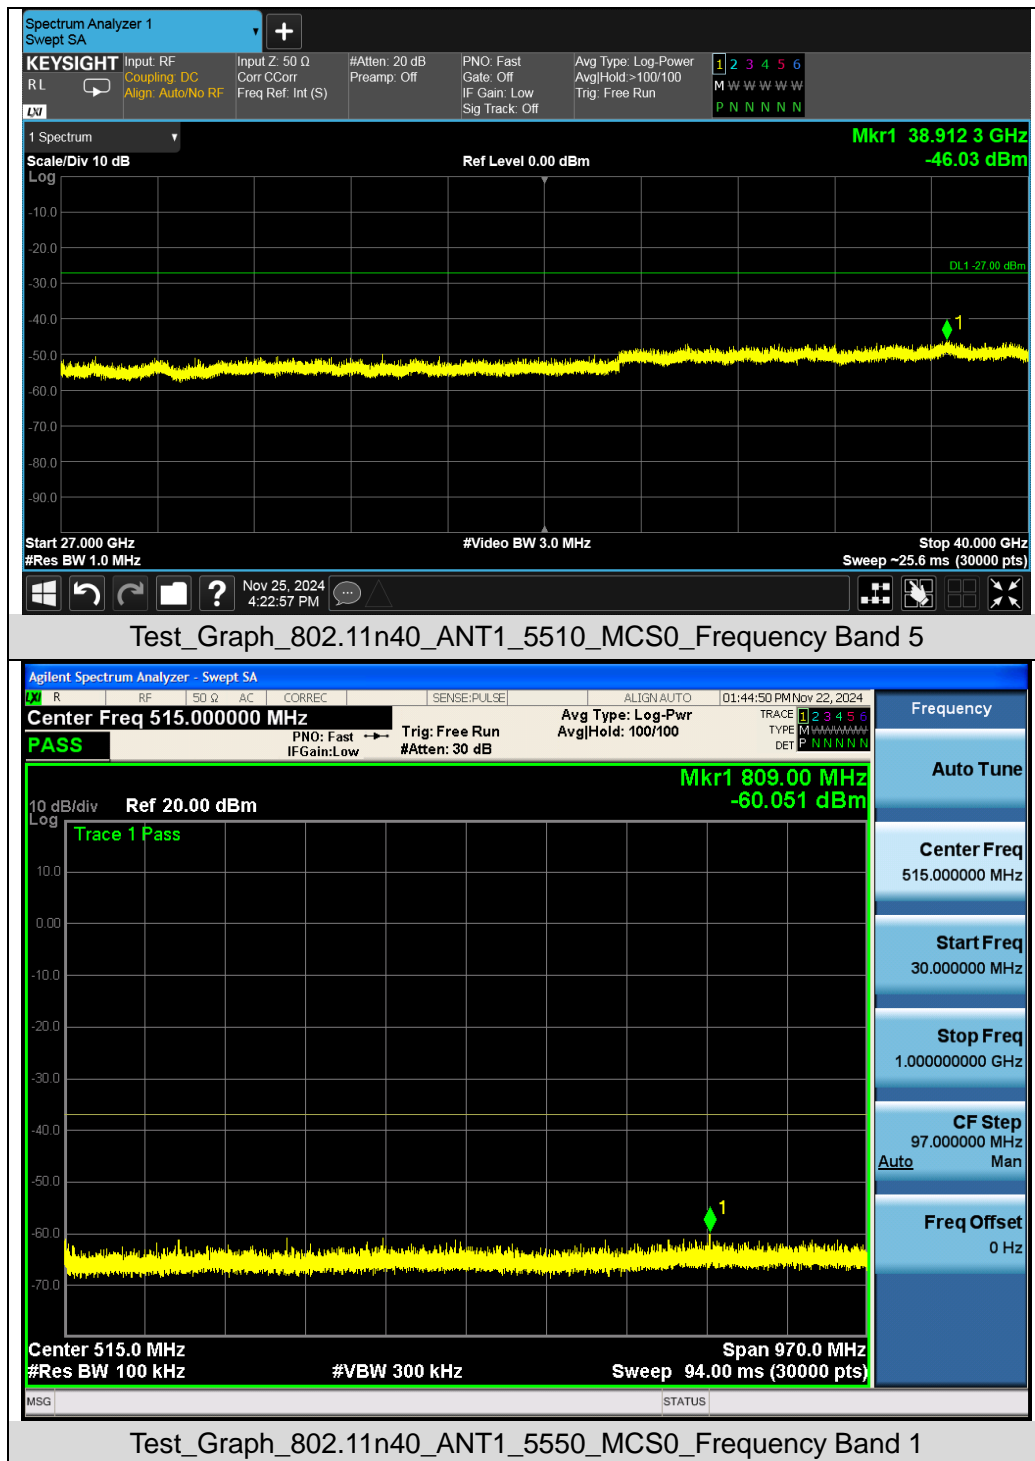 Spectrum Analyzer 1
Swept SA
KEYSIGHT
R L
LXI
Input: RF
Coupling: DC
Align: Auto/No RF
Input Z: 50 Ω
Corr CCorr
Freq Ref: Int (S)
#Atten: 20 dB
Preamp: Off
PNO: Fast
Gate: Off
IF Gain: Low
Sig Track: Off
Avg Type: Log-Power
Avg|Hold:>100/100
Trig: Free Run
1 2 3 4 5 6
M W W W W W
P N N N N N
1 Spectrum
Mkr1 38.912 3 GHz
Scale/Div 10 dB
Ref Level 0.00 dBm
-46.03 dBm
Log
-10.0
-20.0
DL1 -27.00 dBm
-30.0
-40.0
1
-50.0
-60.0
-70.0
-80.0
-90.0
Start 27.000 GHz
#Video BW 3.0 MHz
Stop 40.000 GHz
#Res BW 1.0 MHz
Sweep ~25.6 ms (30000 pts)
Nov 25, 2024
4:22:57 PM
Test_Graph_802.11n40_ANT1_5510_MCS0_Frequency Band 5
Agilent Spectrum Analyzer - Swept SA
LXI R RF 50 Ω AC CORREC SENSE:PULSE ALIGN AUTO 01:44:50 PM Nov 22, 2024
Center Freq 515.000000 MHz
PASS
PNO: Fast
IFGain:Low
Trig: Free Run
#Atten: 30 dB
Avg Type: Log-Pwr
Avg|Hold: 100/100
TRACE 1 2 3 4 5 6
TYPE M W W W W W
DET P N N N N N
Mkr1 809.00 MHz
10 dB/div Ref 20.00 dBm
-60.051 dBm
Log
Trace 1 Pass
10.0
0.00
-10.0
-20.0
-30.0
-40.0
-50.0
1
-60.0
-70.0
Center 515.0 MHz
Span 970.0 MHz
#Res BW 100 kHz
#VBW 300 kHz
Sweep 94.00 ms (30000 pts)
MSG
STATUS
Frequency
Auto Tune
Center Freq
515.000000 MHz
Start Freq
30.000000 MHz
Stop Freq
1.000000000 GHz
CF Step
97.000000 MHz
Auto Man
Freq Offset
0 Hz
Test_Graph_802.11n40_ANT1_5550_MCS0_Frequency Band 1